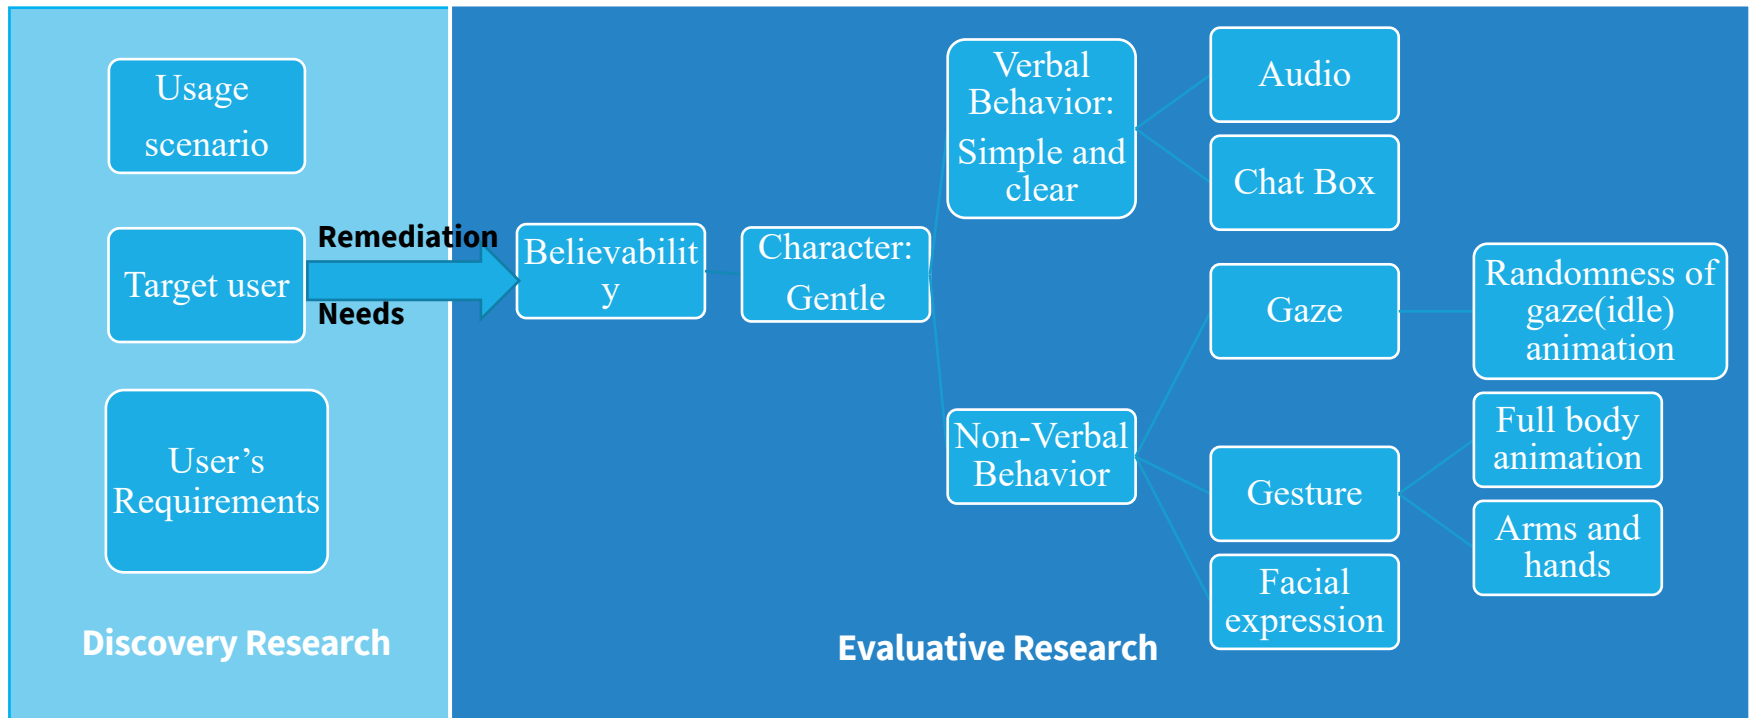 Usage
scenario
Target user
User’s
Requirements
Discovery Research
Remediation
Needs
Believabilit
y
Character:
Gentle
Verbal
Behavior:
Simple and
clear
Audio
Chat Box
Non-Verbal
Behavior
Gaze
Randomness of
gaze(idle)
animation
Gesture
Full body
animation
Arms and
hands
Facial
expression
Evaluative Research